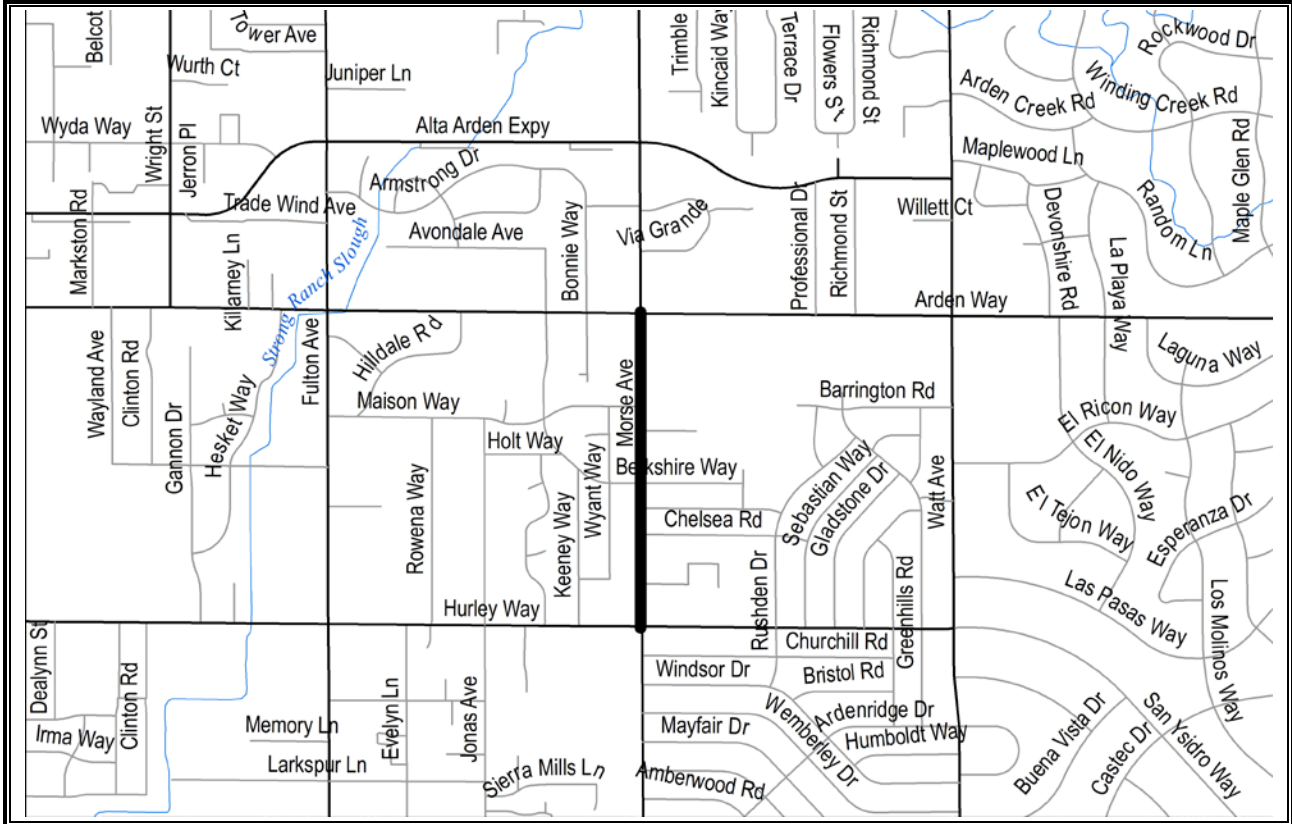 Belcot
Tower Ave
Wurth Ct
Juniper Ln
Trimble
Kincaid Way
Terrace Dr
Flowers St
Richmond St
Rockwood Dr
Winding Creek Rd
Arden Creek Rd
Wyda Way
Wright St
Jerron Pl
Alta Arden Expy
Maplewood Ln
Maple Glen Rd
Markston Rd
Trade Wind Ave
Armstrong Dr
Avondale Ave
Bonnie Way
Via Grande
Professional Dr
Richmond St
Willett Ct
Devonshire Rd
La Playa Way
Random Ln
Killarney Ln
Strong Ranch Slough
Arden Way
Wayland Ave
Clinton Rd
Gannon Dr
Hesket Way
Fulton Ave
Hilldale Rd
Maison Way
Morse Ave
Barrington Rd
Laguna Way
El Ricon Way
El Nido Way
Holt Way
Berkshire Way
Rowena Way
Keeney Way
Wyant Way
Chelsea Rd
Sebastian Way
Gladstone Dr
Watt Ave
El Tejon Way
Esperanza Dr
Hurley Way
Rushden Dr
Greenhills Rd
Las Pasas Way
Los Molinos Way
Churchill Rd
Dealynn St
Clinton Rd
Windsor Dr
Bristol Rd
Irma Way
Memory Ln
Evelyn Ln
Jonas Ave
Mayfair Dr
Wemberley Dr
Ardenridge Dr
Humboldt Way
Buena Vista Dr
Castec Dr
San Ysidro Way
Larkspur Ln
Sierra Mills Ln
Amberwood Rd